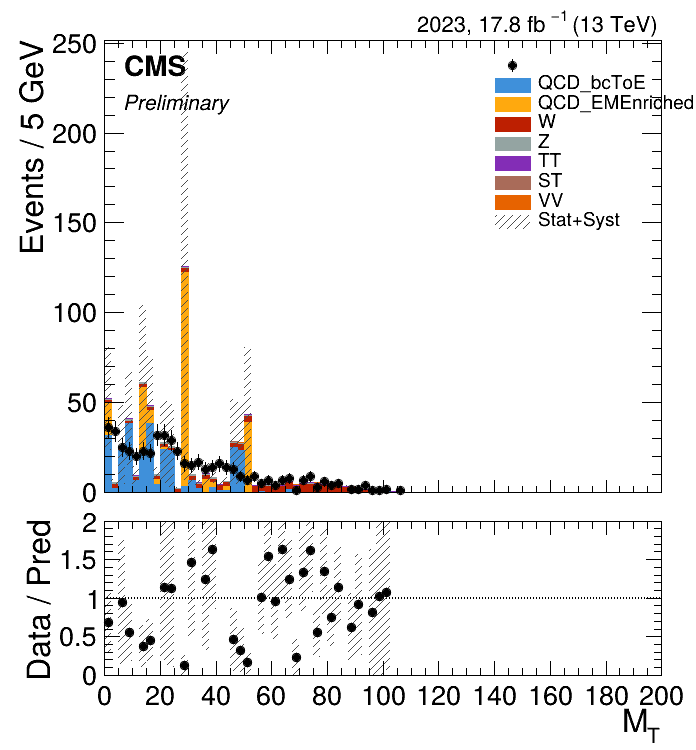 2023, 17.8 fb⁻¹ (13 TeV)
CMS
Preliminary
QCD_bcToE
QCD_EMEnriched
W
Z
TT
ST
VV
Stat+Syst
Events / 5 GeV
250
200
150
100
50
0
Data / Pred
2
1.5
1
0.5
0
0 20 40 60 80 100 120 140 160 180 200
M_T